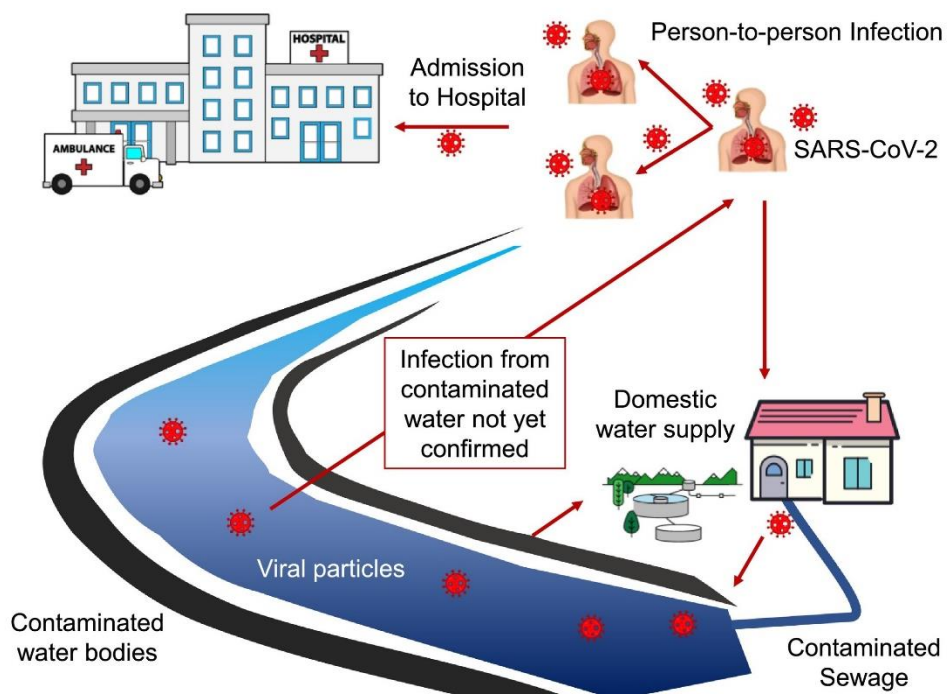 HOSPITAL
Person-to-person Infection
Admission
to Hospital
AMBULANCE
SARS-CoV-2
Infection from
contaminated
water not yet
confirmed
Domestic
water supply
Viral particles
Contaminated
water bodies
Contaminated
Sewage